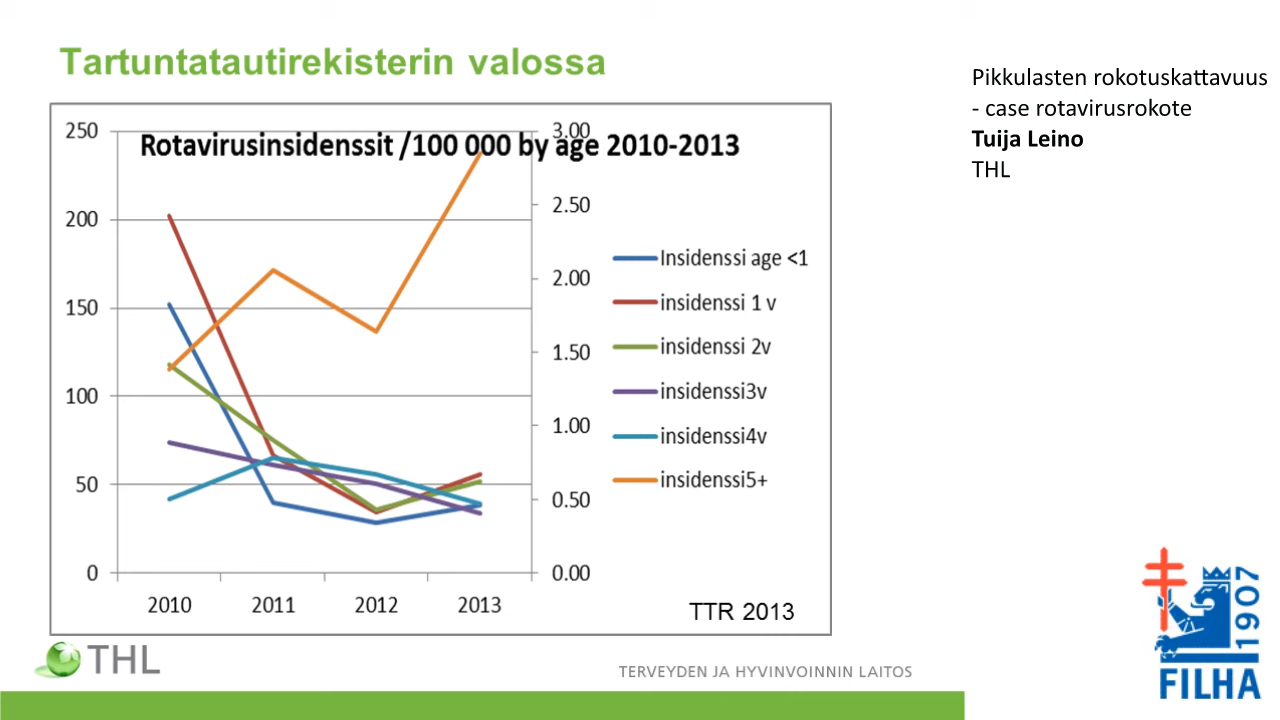 Tartuntatautirekisterin valossa
Pikkulasten rokotuskattavuus
- case rotavirusrokote
Tuija Leino
THL
Rotavirusinsidenssit /100 000 by age 2010-2013
250
200
150
100
50
0
3.00
2.50
2.00
1.50
1.00
0.50
0.00
Insidenssi age <1
insidenssi 1 v
insidenssi 2v
insidenssi3v
insidenssi4v
insidenssi5+
2010 2011 2012 2013
TTR 2013
THL
TERVEYDEN JA HYVINVOINNIN LAITOS
1907
FILHA